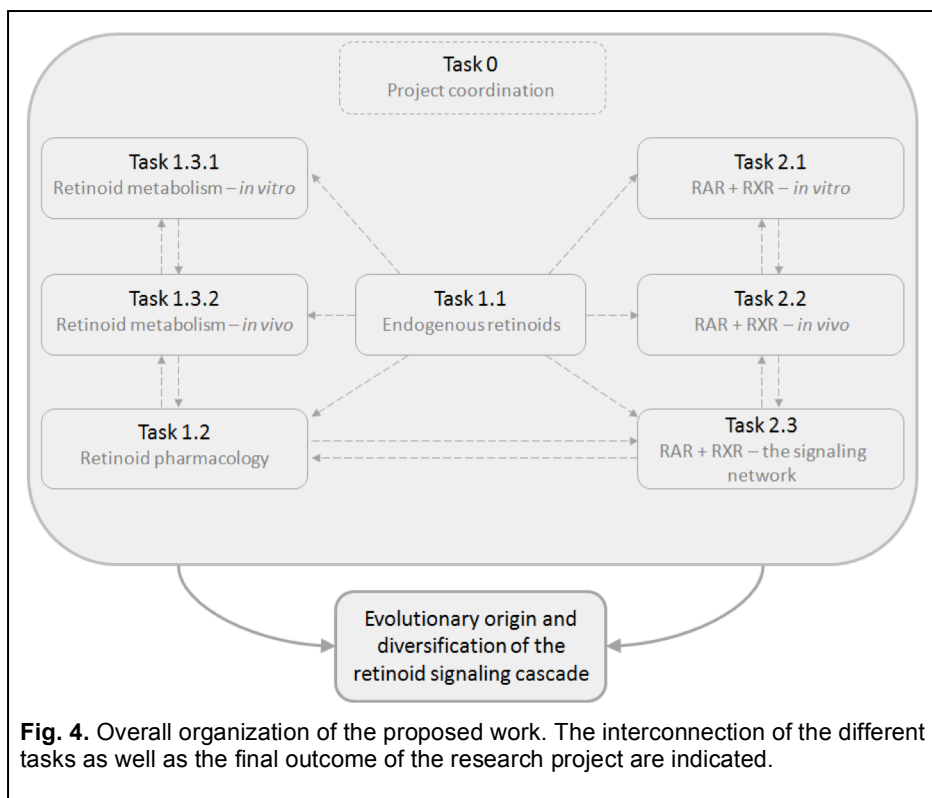 Task 0
Project coordination
Task 1.3.1
Retinoid metabolism – in vitro
Task 2.1
RAR + RXR – in vitro
Task 1.3.2
Retinoid metabolism – in vivo
Task 1.1
Endogenous retinoids
Task 2.2
RAR + RXR – in vivo
Task 1.2
Retinoid pharmacology
Task 2.3
RAR + RXR – the signaling
network
Evolutionary origin and
diversification of the
retinoid signaling cascade
Fig. 4. Overall organization of the proposed work. The interconnection of the different
tasks as well as the final outcome of the research project are indicated.